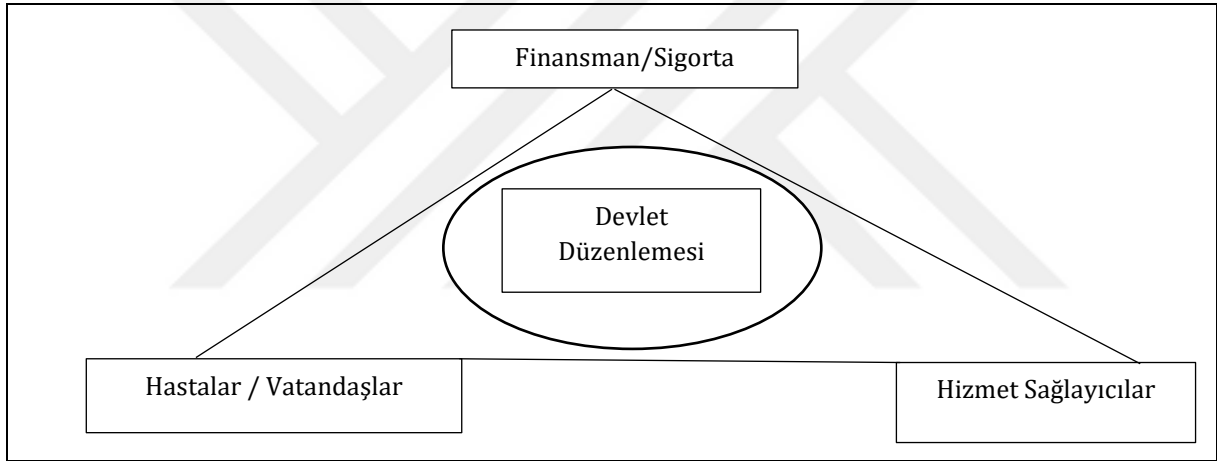 Finansman/Sigorta
Devlet
Düzenlemesi
Hastalar / Vatandaşlar
Hizmet Sağlayıcılar